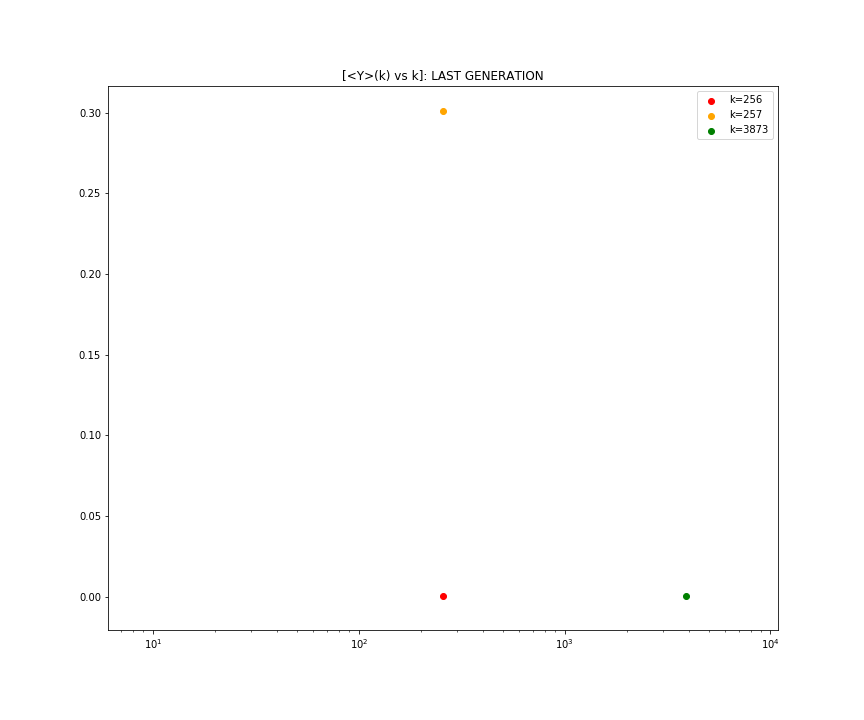 [<Y>(k) vs k]: LAST GENERATION
k=256
k=257
k=3873
0.30
0.25
0.20
0.15
0.10
0.05
0.00
10¹ 10² 10³ 10⁴